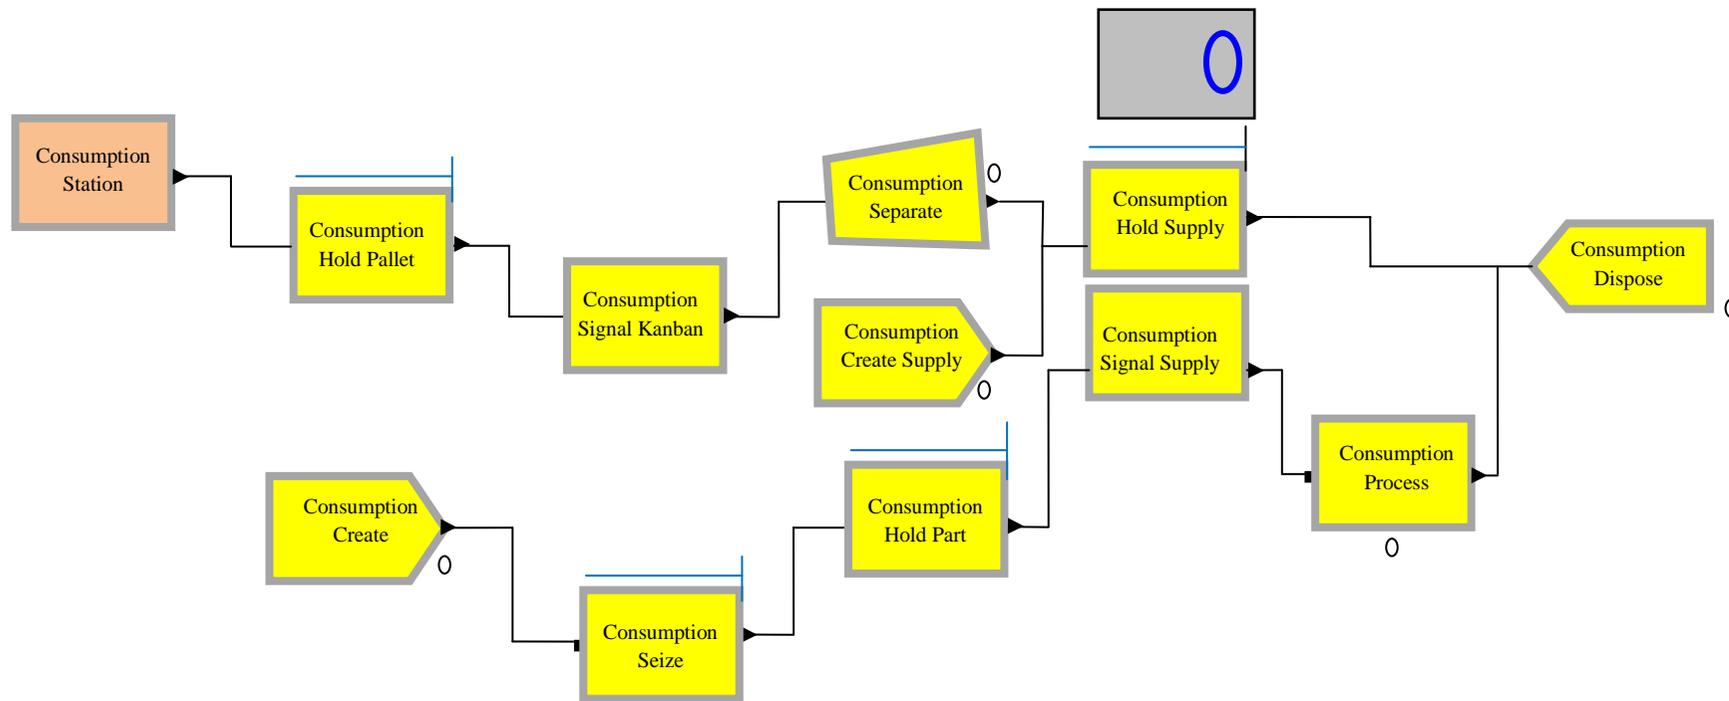 0
Consumption
Station
Consumption
Hold Pallet
Consumption
Signal Kanban
Consumption
Separate
0
Consumption
Create Supply
0
Consumption
Hold Supply
Consumption
Signal Supply
Consumption
Dispose
0
Consumption
Process
0
Consumption
Create
0
Consumption
Seize
Consumption
Hold Part